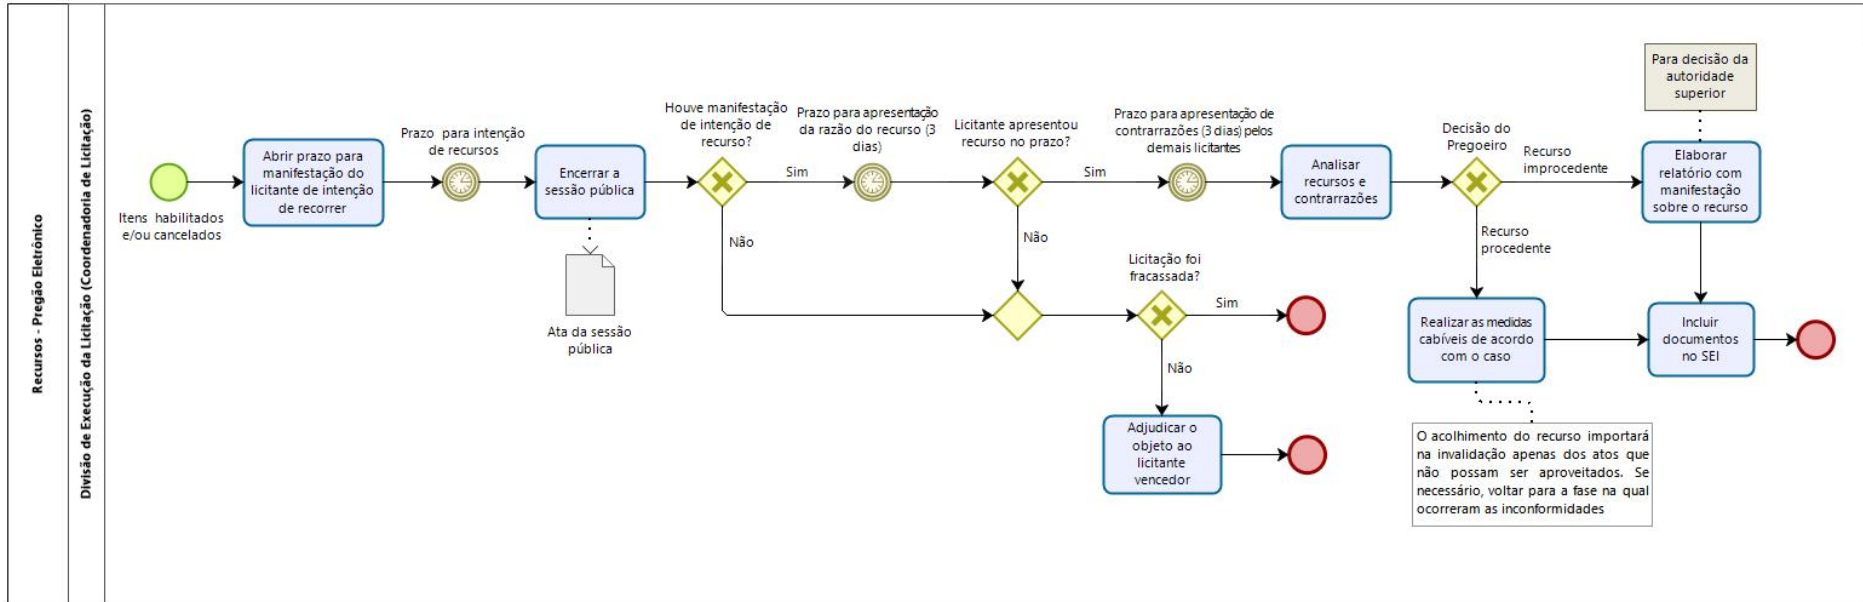 Recursos - Pregão Eletrônico
Divisão de Execução da Licitação (Coordenadoria de Licitação)
Itens habilitados
e/ou cancelados
Abrir prazo para
manifestação do
licitante de intenção
de recorrer
Prazo para intenção
de recursos
Encerrar a
sessão pública
Ata da sessão
pública
Houve manifestação
de intenção de
recurso?
Sim
Não
Prazo para apresentação
da razão do recurso (3
dias)
Licitante apresentou
recurso no prazo?
Sim
Não
Prazo para apresentação de
contrarrazões (3 dias) pelos
demais licitantes
Analisar
recursos e
contrarrazões
Decisão do
Pregoeiro
Recurso
improcedente
Recurso
procedente
Para decisão da
autoridade
superior
Elaborar
relatório com
manifestação
sobre o recurso
Licitação foi
fracassada?
Sim
Não
Adjudicar o
objeto ao
licitante
vencedor
Realizar as medidas
cabíveis de acordo
com o caso
Incluir
documentos
no SEI
O acolhimento do recurso importará
na invalidação apenas dos atos que
não possam ser aproveitados. Se
necessário, voltar para a fase na qual
ocorreram as inconformidades